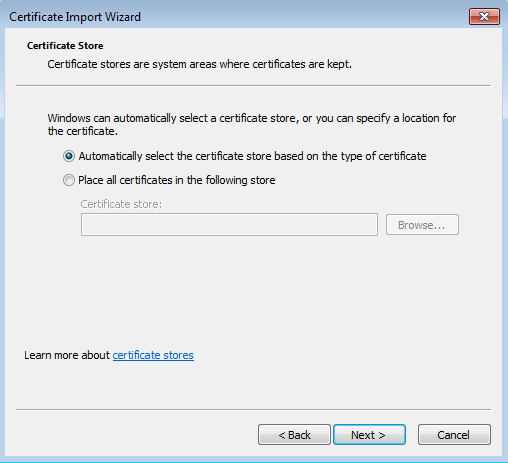 Certificate Import Wizard
Certificate Store
Certificate stores are system areas where certificates are kept.
Windows can automatically select a certificate store, or you can specify a location for
the certificate.
Automatically select the certificate store based on the type of certificate
Place all certificates in the following store
Certificate store:
Browse...
Learn more about certificate stores
< Back Next > Cancel